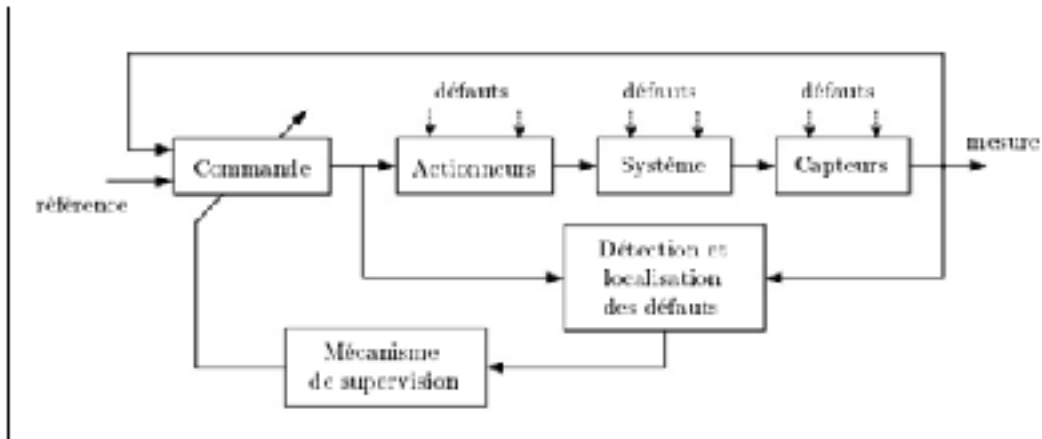 défauts
défauts
défauts
Commande
Actionneurs
Système
Capteurs
mesure
référence
Détection et
localisation
des défauts
Mécanisme
de supervision